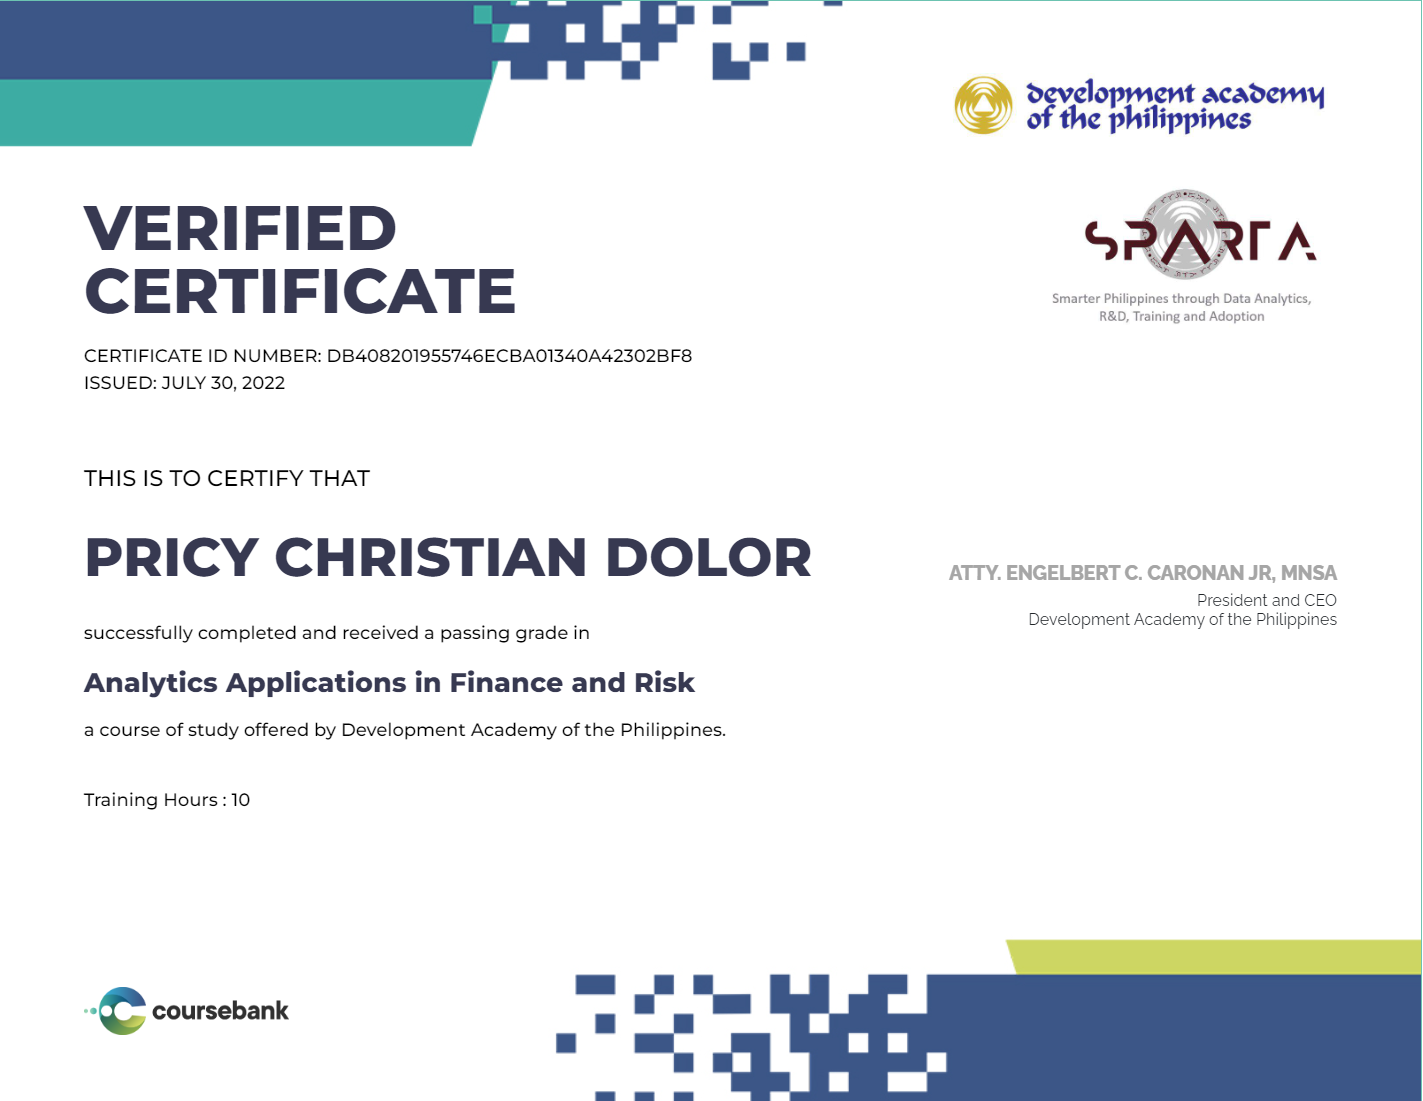 development academy
of the philippines
SPARTA
Smarter Philippines through Data Analytics,
R&D, Training and Adoption
VERIFIED
CERTIFICATE
CERTIFICATE ID NUMBER: DB408201955746ECBA01340A42302BF8
ISSUED: JULY 30, 2022
THIS IS TO CERTIFY THAT
PRICY CHRISTIAN DOLOR
successfully completed and received a passing grade in
Analytics Applications in Finance and Risk
a course of study offered by Development Academy of the Philippines.
Training Hours : 10
ATTY. ENGELBERT C. CARONAN JR, MNSA
President and CEO
Development Academy of the Philippines
coursebank